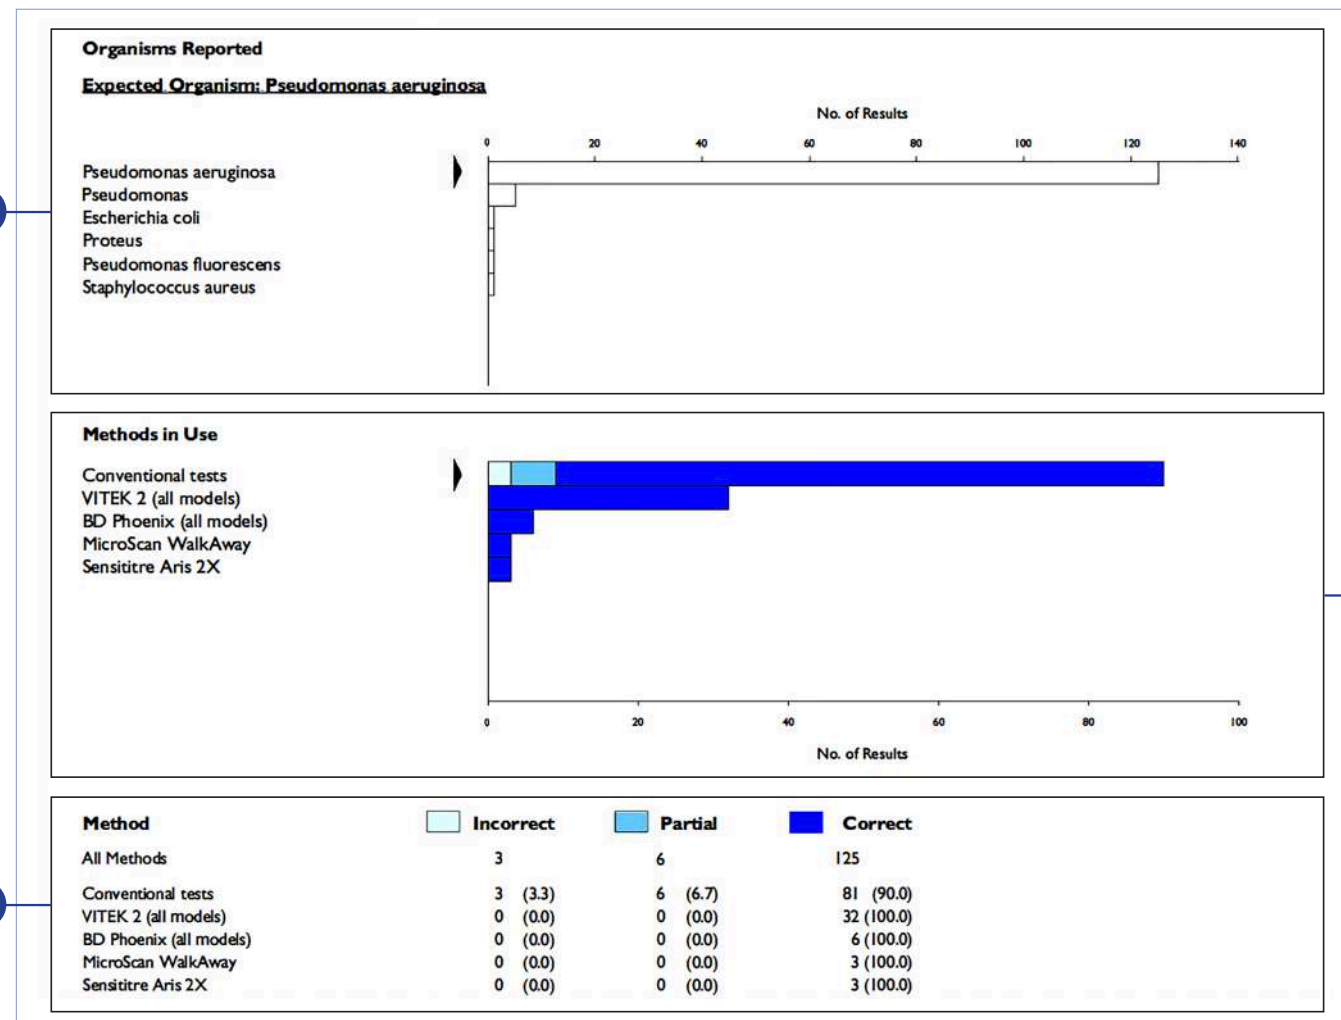 Organisms Reported
Expected Organism: Pseudomonas aeruginosa
No. of Results
0 20 40 60 80 100 120 140
Pseudomonas aeruginosa
Pseudomonas
Escherichia coli
Proteus
Pseudomonas fluorescens
Staphylococcus aureus
Methods in Use
Conventional tests
VITEK 2 (all models)
BD Phoenix (all models)
MicroScan WalkAway
Sensititre Aris 2X
0 20 40 60 80 100
No. of Results
Method Incorrect Partial Correct
All Methods 3 6 125
Conventional tests 3 (3.3) 6 (6.7) 81 (90.0)
VITEK 2 (all models) 0 (0.0) 0 (0.0) 32 (100.0)
BD Phoenix (all models) 0 (0.0) 0 (0.0) 6 (100.0)
MicroScan WalkAway 0 (0.0) 0 (0.0) 3 (100.0)
Sensititre Aris 2X 0 (0.0) 0 (0.0) 3 (100.0)